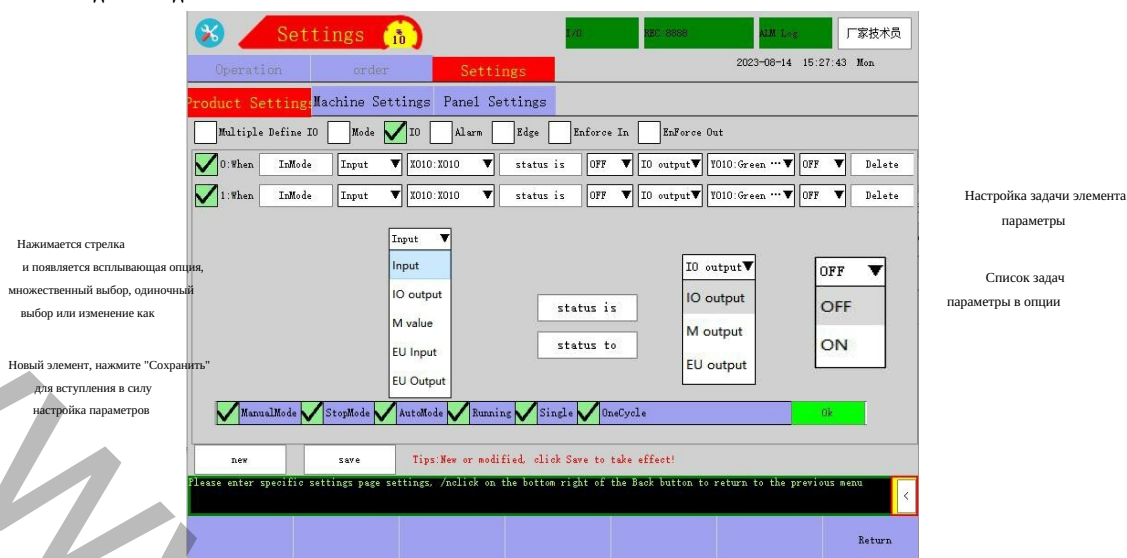 Settings
% 10
I/O
REC 8888
ALM Log
厂家技术员
Operation
order
Settings
2023-08-14 15:27:43 Mon
Product Settings
Machine Settings
Panel Settings
Multiple Define IO
Mode
IO
Alarm
Edge
Enforce In
EnForce Out
0:When InMode Input X010:X010 status is OFF IO output Y010:Green ··· OFF Delete
1:When InMode Input X010:X010 status is OFF IO output Y010:Green ··· OFF Delete
Настройка задачи элемента
параметры
Список задач
параметры в опции
Нажимается стрелка
и появляется всплывающая опция,
множественный выбор, одиночный
выбор или изменение как
Новый элемент, нажмите "Сохранить"
для вступления в силу
настройка параметров
Input
Input
IO output
M value
EU Input
EU Output
status is
status to
IO output
IO output
M output
EU output
OFF
OFF
ON
ManualMode
StopMode
AutoMode
Running
Single
OneCycle
Ok
new
save
Tips:New or modified, click Save to take effect!
Please enter specific settings page settings, /nclick on the bottom right of the Back button to return to the previous menu
<
Return